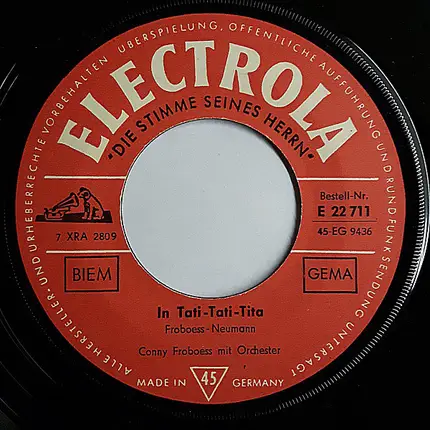 ALLE HERSTELLER- UND URHEBERRECHTE VORBEHALTEN · ÜBERSPIELUNG, ÖFFENTLICHE AUFFÜHRUNG UND RUNDFUNKSENDUNG UNTERSAGT
ELECTROLA
"DIE STIMME SEINES HERRN"
Bestell-Nr.
E 22 711
7 XRA 2809
45-EG 9436
BIEM
GEMA
In Tati-Tati-Tita
Froboess-Neumann
Conny Froboess mit Orchester
MADE IN 45 GERMANY